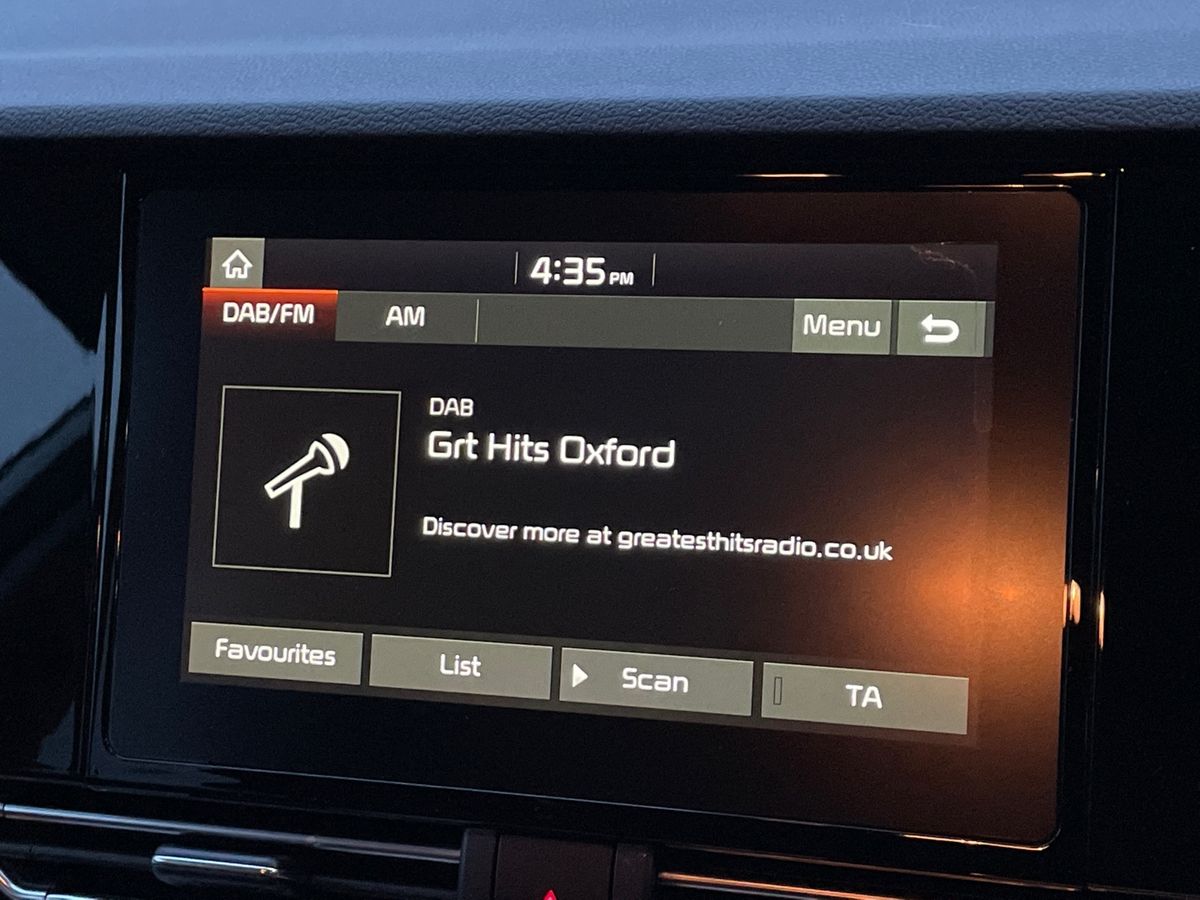 4:35 PM
DAB/FM AM Menu
DAB
Grt Hits Oxford
Discover more at greatesthitsradio.co.uk
Favourites List Scan TA